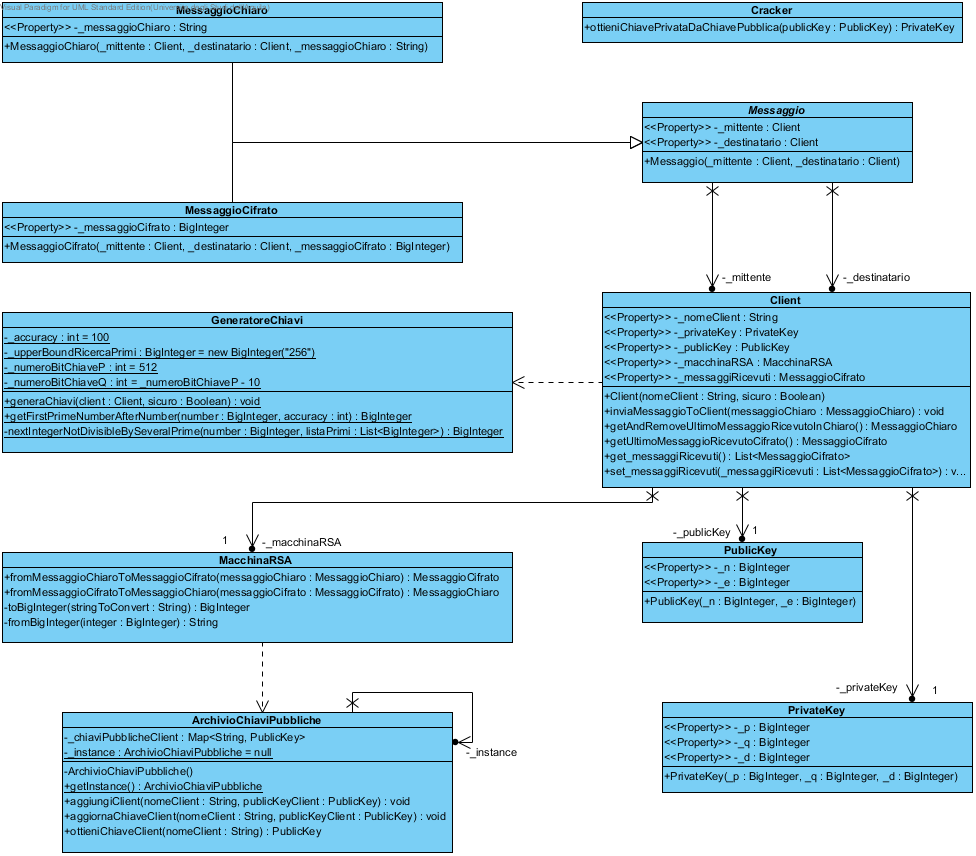 Visual Paradigm for UML Standard Edition(Univers
MessaggioChiaro
<<Property>> -_messaggioChiaro : String
+MessaggioChiaro(_mittente : Client, _destinatario : Client, _messaggioChiaro : String)
Cracker
+ottieniChiavePrivataDaChiavePubblica(publicKey : PublicKey) : PrivateKey
Messaggio
<<Property>> -_mittente : Client
<<Property>> -_destinatario : Client
+Messaggio(_mittente : Client, _destinatario : Client)
MessaggioCifrato
<<Property>> -_messaggioCifrato : BigInteger
+MessaggioCifrato(_mittente : Client, _destinatario : Client, _messaggioCifrato : BigInteger)
-_mittente
-_destinatario
Client
<<Property>> -_nomeClient : String
<<Property>> -_privateKey : PrivateKey
<<Property>> -_publicKey : PublicKey
<<Property>> -_macchinaRSA : MacchinaRSA
<<Property>> -_messaggiRicevuti : MessaggioCifrato
+Client(nomeClient : String, sicuro : Boolean)
+inviaMessaggioToClient(messaggioChiaro : MessaggioChiaro) : void
+getAndRemoveUltimoMessaggioRicevutoInChiaro() : MessaggioChiaro
+getUltimoMessaggioRicevutoCifrato() : MessaggioCifrato
+get_messaggiRicevuti() : List<MessaggioCifrato>
+set_messaggiRicevuti(_messaggiRicevuti : List<MessaggioCifrato>) : v...
GeneratoreChiavi
-_accuracy : int = 100
-_upperBoundRicercaPrimi : BigInteger = new BigInteger("256")
-_numeroBitChiaveP : int = 512
-_numeroBitChiaveQ : int = _numeroBitChiaveP - 10
+generaChiavi(client : Client, sicuro : Boolean) : void
+getFirstPrimeNumberAfterNumber(number : BigInteger, accuracy : int) : BigInteger
-nextIntegerNotDivisibleBySeveralPrime(number : BigInteger, listaPrimi : List<BigInteger>) : BigInteger
1
-_macchinaRSA
-_publicKey
1
MacchinaRSA
+fromMessaggioChiaroToMessaggioCifrato(messaggioChiaro : MessaggioChiaro) : MessaggioCifrato
+fromMessaggioCifratoToMessaggioChiaro(messaggioCifrato : MessaggioCifrato) : MessaggioChiaro
-toBigInteger(stringToConvert : String) : BigInteger
-fromBigInteger(integer : BigInteger) : String
PublicKey
<<Property>> -_n : BigInteger
<<Property>> -_e : BigInteger
+PublicKey(_n : BigInteger, _e : BigInteger)
-_privateKey
1
ArchivioChiaviPubbliche
-_chiaviPubblicheClient : Map<String, PublicKey>
-_instance : ArchivioChiaviPubbliche = null
-ArchivioChiaviPubbliche()
+getInstance() : ArchivioChiaviPubbliche
+aggiungiClient(nomeClient : String, publicKeyClient : PublicKey) : void
+aggiornaChiaveClient(nomeClient : String, publicKeyClient : PublicKey) : void
+ottieniChiaveClient(nomeClient : String) : PublicKey
-_instance
PrivateKey
<<Property>> -_p : BigInteger
<<Property>> -_q : BigInteger
<<Property>> -_d : BigInteger
+PrivateKey(_p : BigInteger, _q : BigInteger, _d : BigInteger)